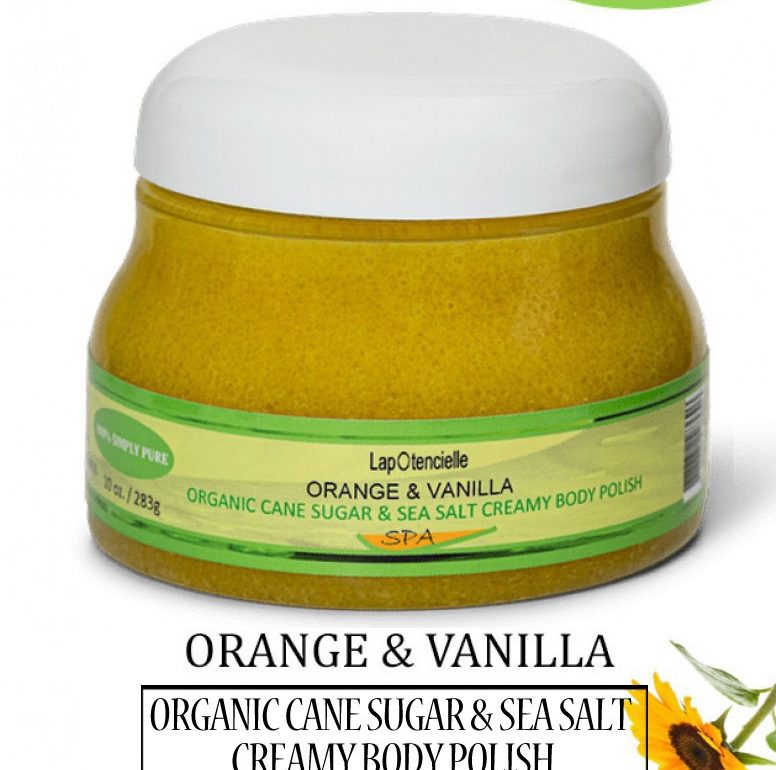 100% SIMPLY PURE
10 oz. / 283g
LapOtencielle
ORANGE & VANILLA
ORGANIC CANE SUGAR & SEA SALT CREAMY BODY POLISH
SPA
ORANGE & VANILLA
ORGANIC CANE SUGAR & SEA SALT
CREAMY BODY POLISH